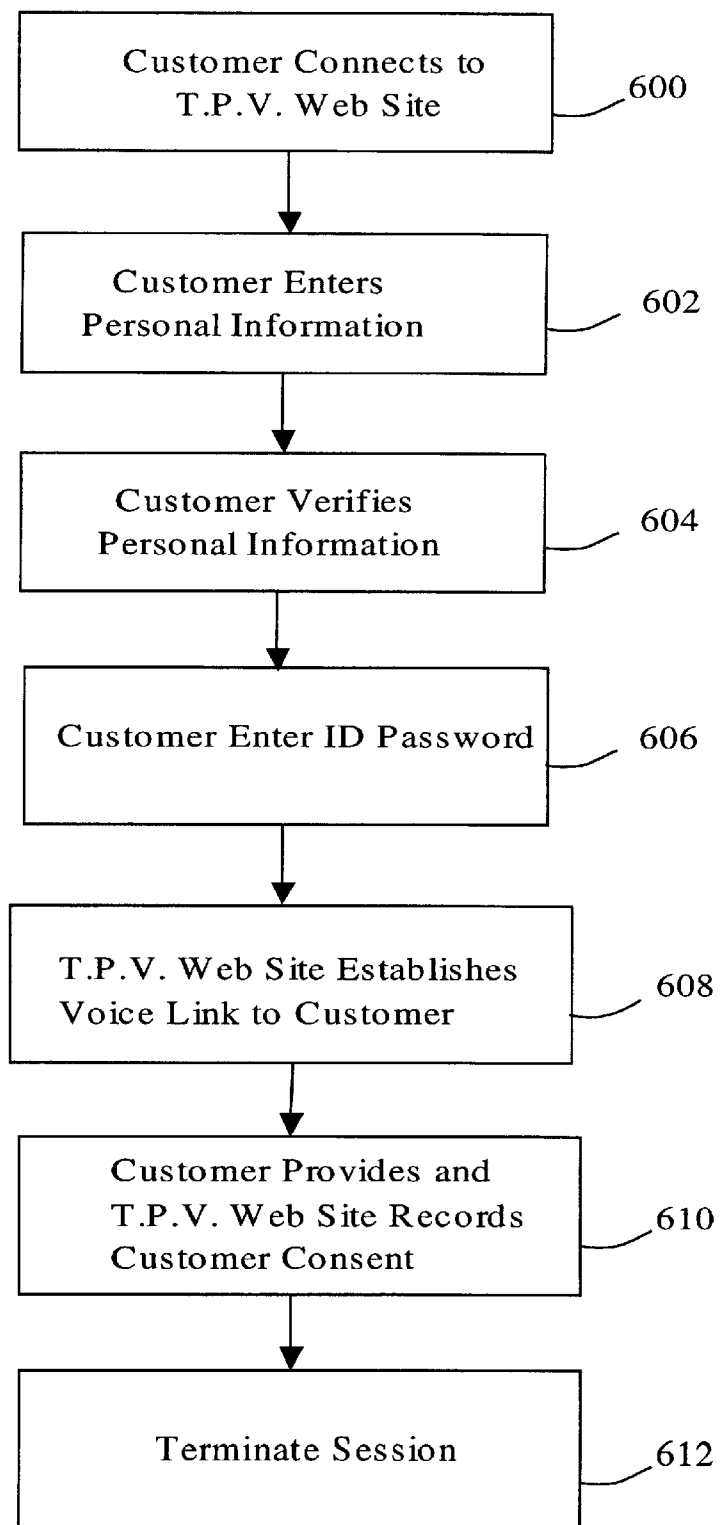 Customer Connects to
T.P.V. Web Site
600
Customer Enters
Personal Information
602
Customer Verifies
Personal Information
604
Customer Enter ID Password
606
T.P.V. Web Site Establishes
Voice Link to Customer
608
Customer Provides and
T.P.V. Web Site Records
Customer Consent
610
Terminate Session
612